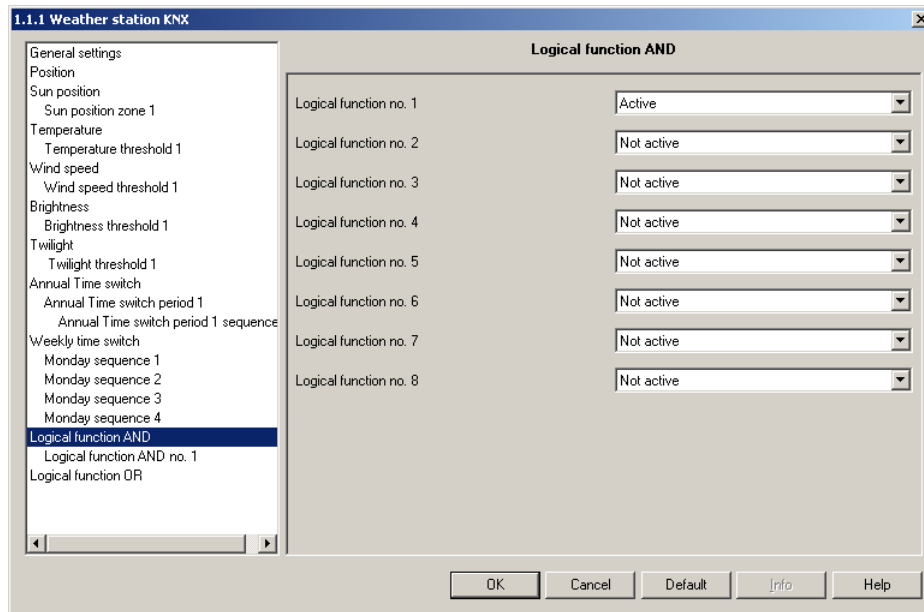 1.1.1 Weather station KNX
General settings
Position
Sun position
Sun position zone 1
Temperature
Temperature threshold 1
Wind speed
Wind speed threshold 1
Brightness
Brightness threshold 1
Twilight
Twilight threshold 1
Annual Time switch
Annual Time switch period 1
Annual Time switch period 1 sequence
Weekly time switch
Monday sequence 1
Monday sequence 2
Monday sequence 3
Monday sequence 4
Logical function AND
Logical function AND no. 1
Logical function OR
Logical function AND
Logical function no. 1 Active
Logical function no. 2 Not active
Logical function no. 3 Not active
Logical function no. 4 Not active
Logical function no. 5 Not active
Logical function no. 6 Not active
Logical function no. 7 Not active
Logical function no. 8 Not active
OK Cancel Default Info Help